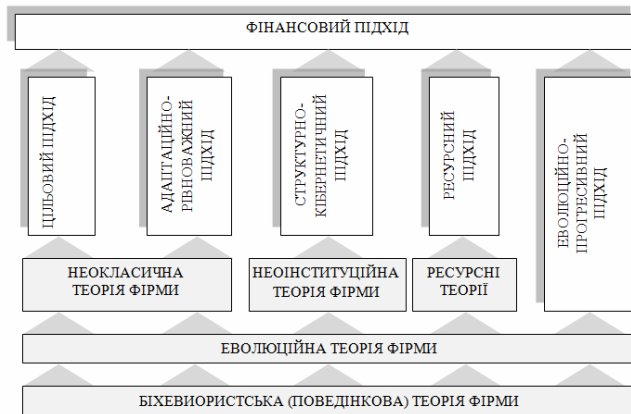 ФІНАНСОВИЙ ПІДХІД
ЦІЛЬОВИЙ ПІДХІД
АДАПТАЦІЙНО-
РІВНОВАЖНИЙ
ПІДХІД
СТРУКТУРНО-
КІБЕРНЕТИЧНИЙ
ПІДХІД
РЕСУРСНИЙ
ПІДХІД
ЕВОЛЮЦІЙНО-
ПРОГРЕСИВНИЙ
ПІДХІД
НЕОКЛАСИЧНА
ТЕОРІЯ ФІРМИ
НЕОІНСТИТУЦІЙНА
ТЕОРІЯ ФІРМИ
РЕСУРСНІ
ТЕОРІЇ
ЕВОЛЮЦІЙНА ТЕОРІЯ ФІРМИ
БІХЕВИОРИСТСЬКА (ПОВЕДІНКОВА) ТЕОРІЯ ФІРМИ